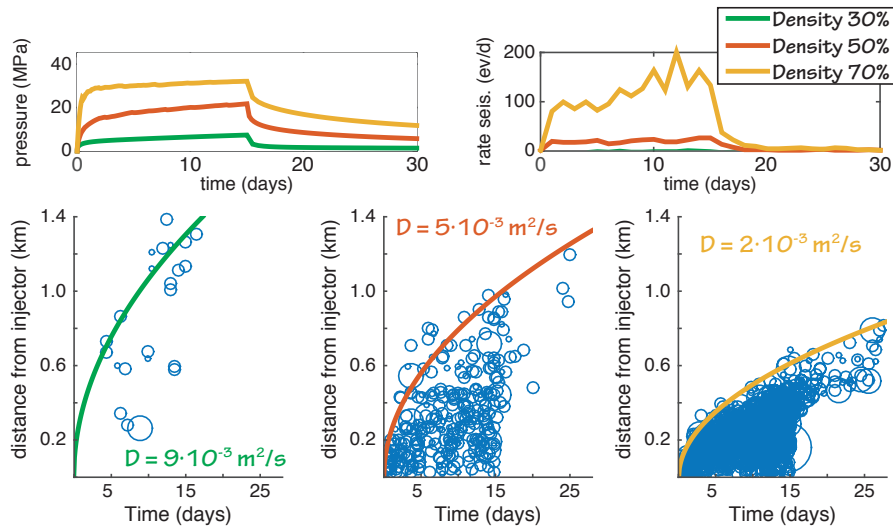 Density 30%
Density 50%
Density 70%
pressure (MPa)
40
20
0
0
10
20
30
time (days)
rate seis. (ev/d)
200
100
0
0
10
20
30
time (days)
distance from injector (km)
1.4
1.0
0.6
0.2
5
15
25
Time (days)
D = 9·10⁻³ m²/s
distance from injector (km)
1.4
1.0
0.6
0.2
5
15
25
Time (days)
D = 5·10⁻³ m²/s
distance from injector (km)
1.4
1.0
0.6
0.2
5
15
25
Time (days)
D = 2·10⁻³ m²/s